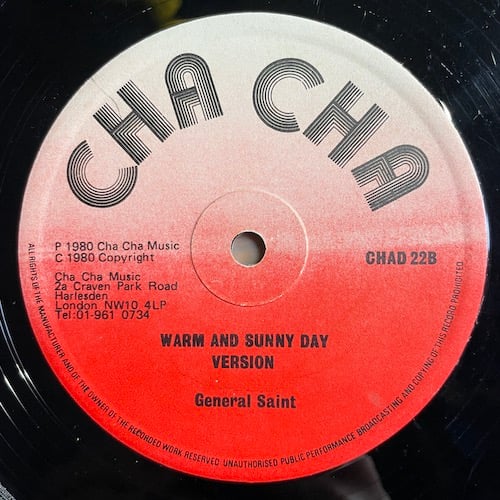 CHA CHA
P 1980 Cha Cha Music
C 1980 Copyright
Cha Cha Music
2a Craven Park Road
Harlesden
London NW10 4LP
Tel:01-961 0734
CHAD 22B
WARM AND SUNNY DAY
VERSION
General Saint
ALL RIGHTS OF THE MANUFACTURER AND OF THE OWNER OF THE RECORDED WORK RESERVED UNAUTHORISED PUBLIC PERFORMANCE BROADCASTING AND COPYING OF THIS RECORD PROHIBITED